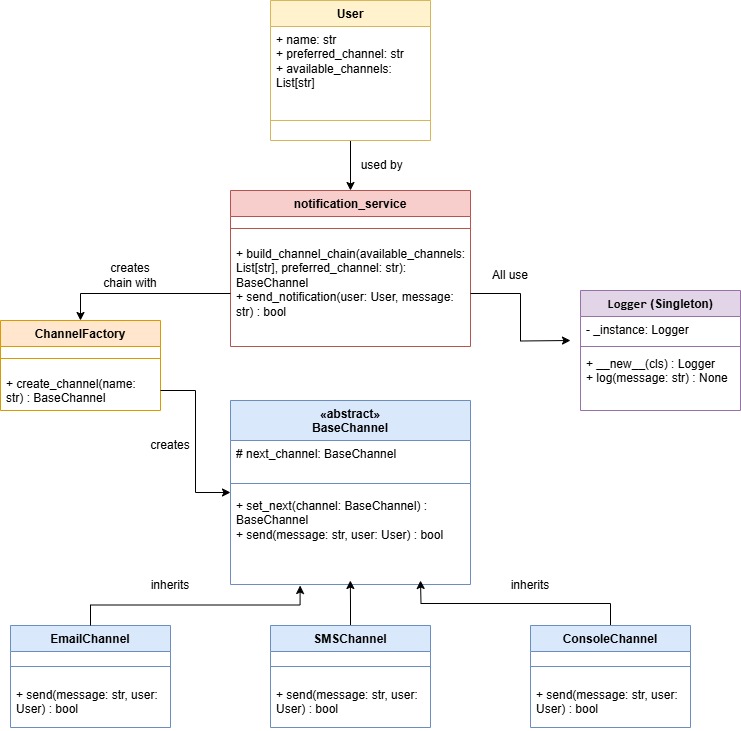 User
+ name: str
+ preferred_channel: str
+ available_channels:
List[str]
used by
notification_service
+ build_channel_chain(available_channels:
List[str], preferred_channel: str):
BaseChannel
+ send_notification(user: User, message:
str) : bool
creates
chain with
All use
Logger (Singleton)
- _instance: Logger
+ __new__(cls) : Logger
+ log(message: str) : None
ChannelFactory
+ create_channel(name:
str) : BaseChannel
creates
«abstract»
BaseChannel
# next_channel: BaseChannel
+ set_next(channel: BaseChannel) :
BaseChannel
+ send(message: str, user: User) : bool
inherits
inherits
EmailChannel
+ send(message: str, user:
User) : bool
SMSChannel
+ send(message: str, user:
User) : bool
ConsoleChannel
+ send(message: str, user:
User) : bool